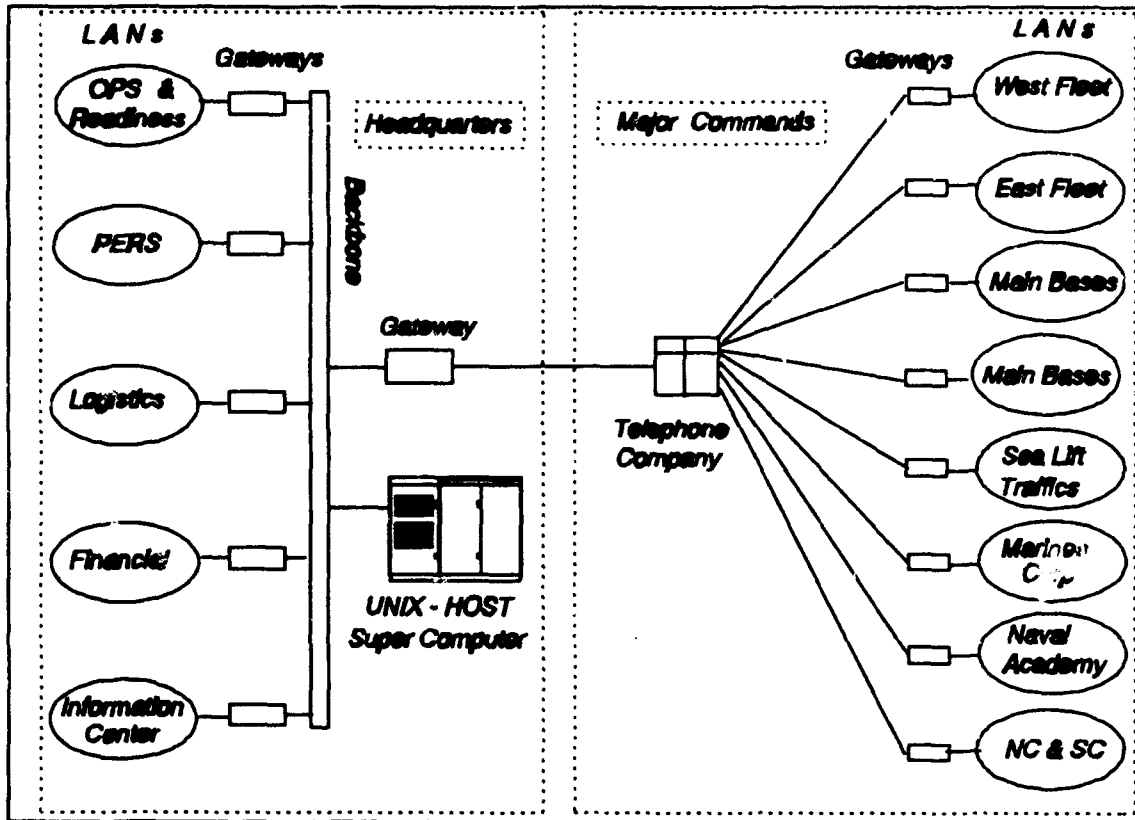 LANs
Gateways
OPS &
Readiness
PERS
Logistics
Financial
Information
Center
Headquarters
Backbone
Gateway
UNIX - HOST
Super Computer
Major Commands
Telephone
Company
Gateways
LANs
West Fleet
East Fleet
Main Bases
Main Bases
Sea Lift
Traffics
Naval
Academy
NC & SC